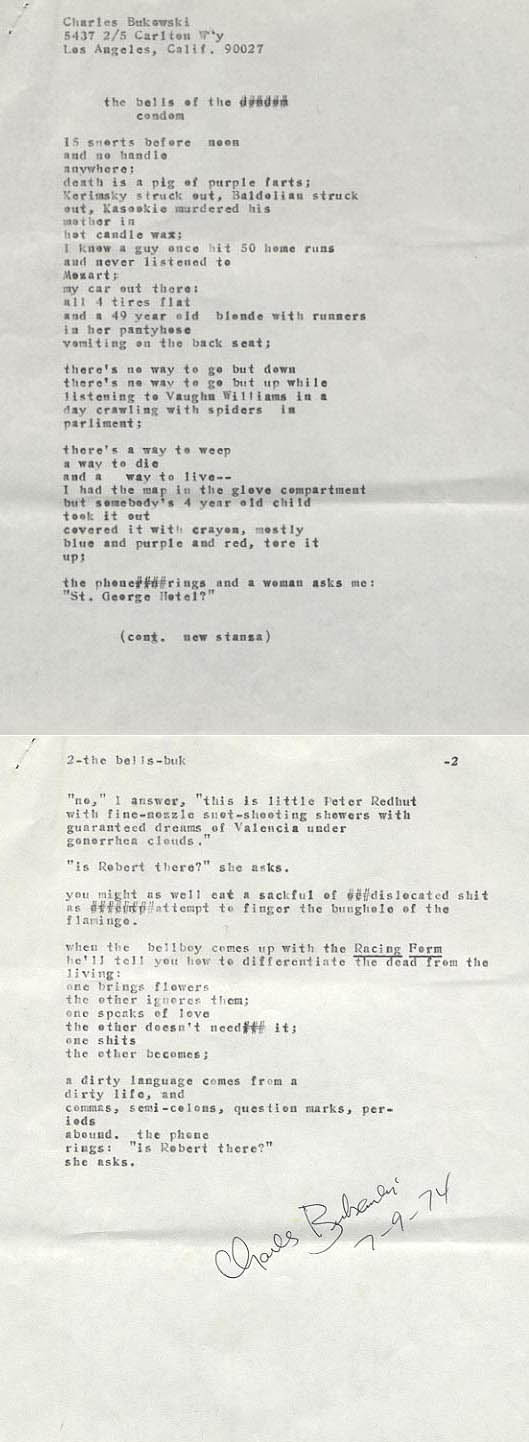 Charles Bukowski
5437 2/5 Carlton Way
Los Angeles, Calif. 90027
the bells of the
condom
15 snorts before noon
and no handle
anywhere;
death is a pig of purple farts;
Kerimsky struck out, Baldolian struck
out, Kasookie murdered his
mother in
hot candle wax;
I know a guy once hit 50 home runs
and never listened to
Mozart;
my car out there:
all 4 tires flat
and a 49 year old blonde with runners
in her pantyhose
vomiting on the back seat;
there's no way to go but down
there's no way to go but up while
listening to Vaughn Williams in a
day crawling with spiders in
parliment;
there's a way to weep
a way to die
and a way to live--
I had the map in the glove compartment
but somebody's 4 year old child
took it out
covered it with crayon, mostly
blue and purple and red, tore it
up;
the phone###rings and a woman asks me:
"St. George Hotel?"
(cont. new stanza)
2-the bells-buk -2
"no," I answer, "this is little Peter Redhut
with fine-nozzle snot-shooting showers with
guaranteed dreams of Valencia under
gonorrhea clouds."
"is Robert there?" she asks.
you might as well eat a sackful of ###dislocated shit
as #######attempt to finger the bunghole of the
flamingo.
when the bellboy comes up with the Racing Form
he'll tell you how to differentiate the dead from the
living:
one brings flowers
the other ignores them;
one speaks of love
the other doesn't need### it;
one shits
the other becomes;
a dirty language comes from a
dirty life, and
commas, semi-colons, question marks, per-
iods
abound. the phone
rings: "is Robert there?"
she asks.
Charles Bukowski
7-9-74